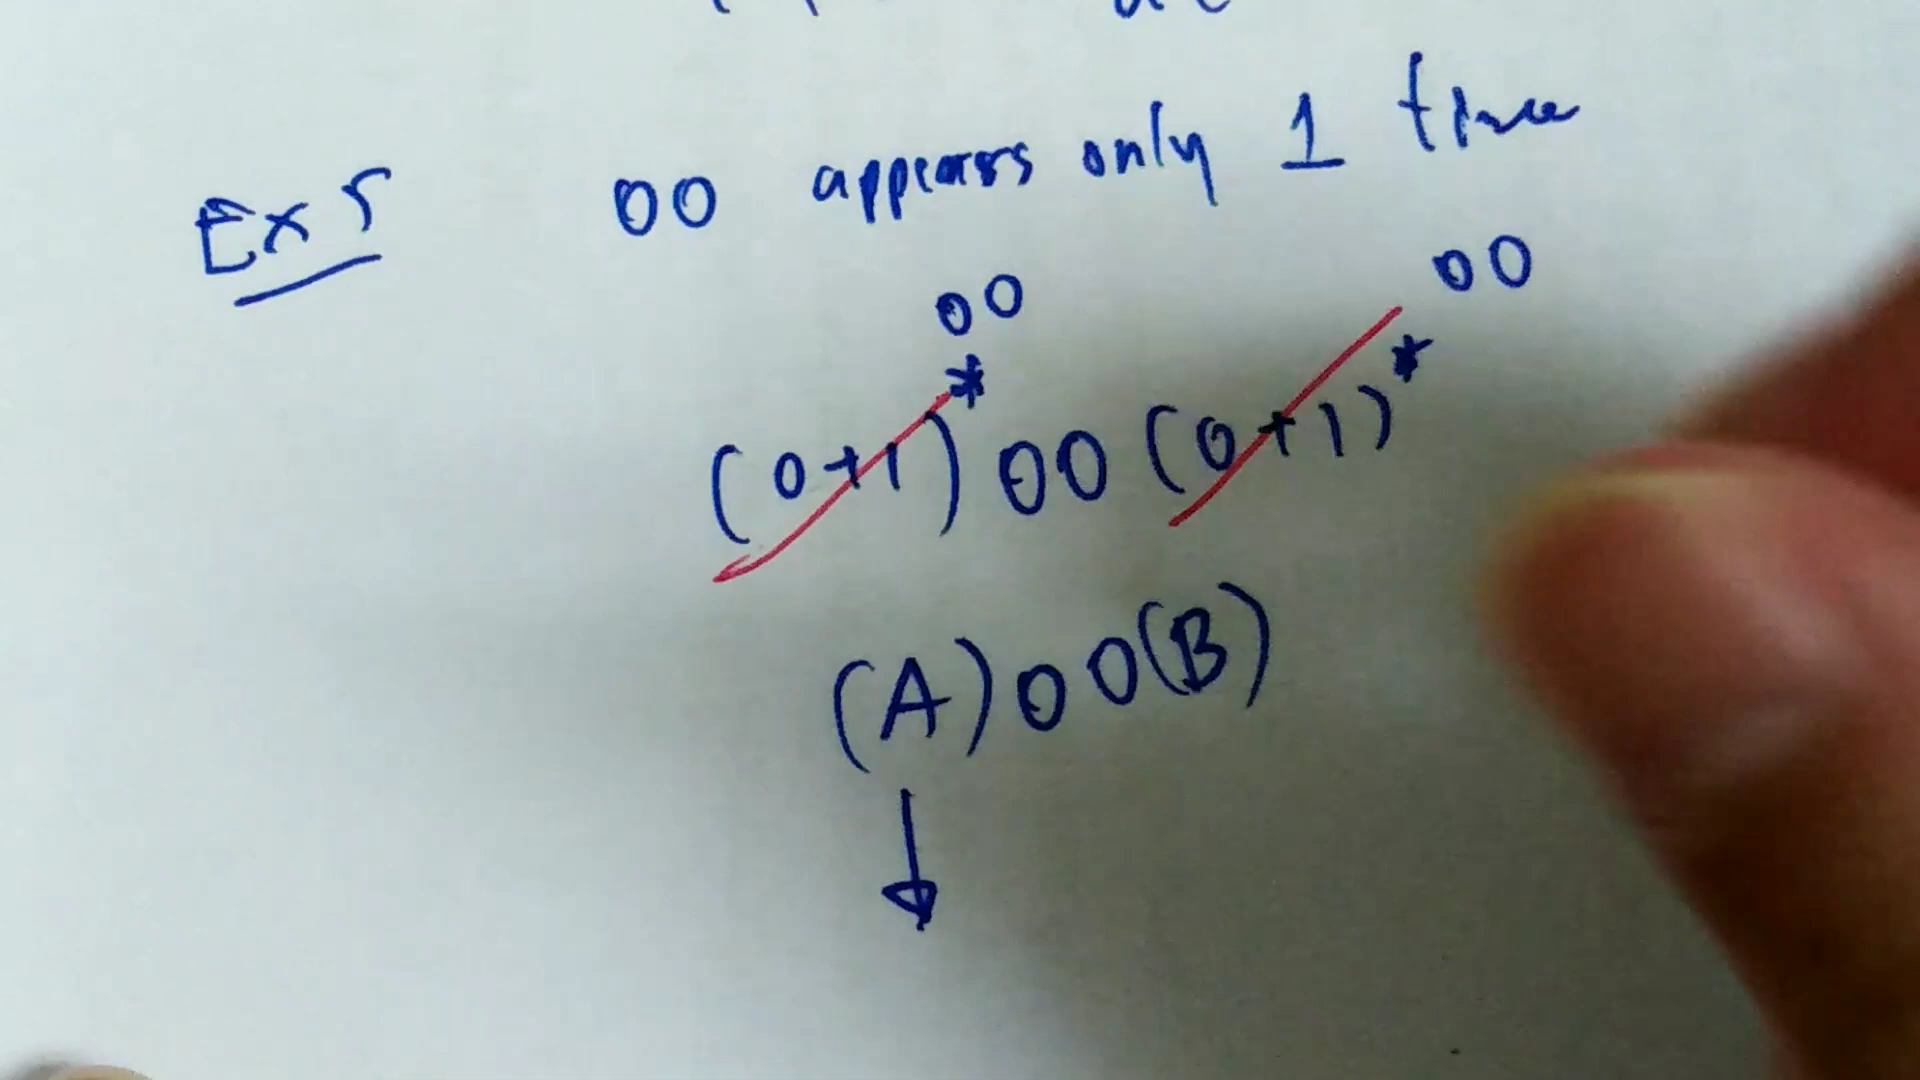 Ex 5 00 appears only 1 time
00 00
(0+1)* 00 (0+1)*
(A) 00 (B)